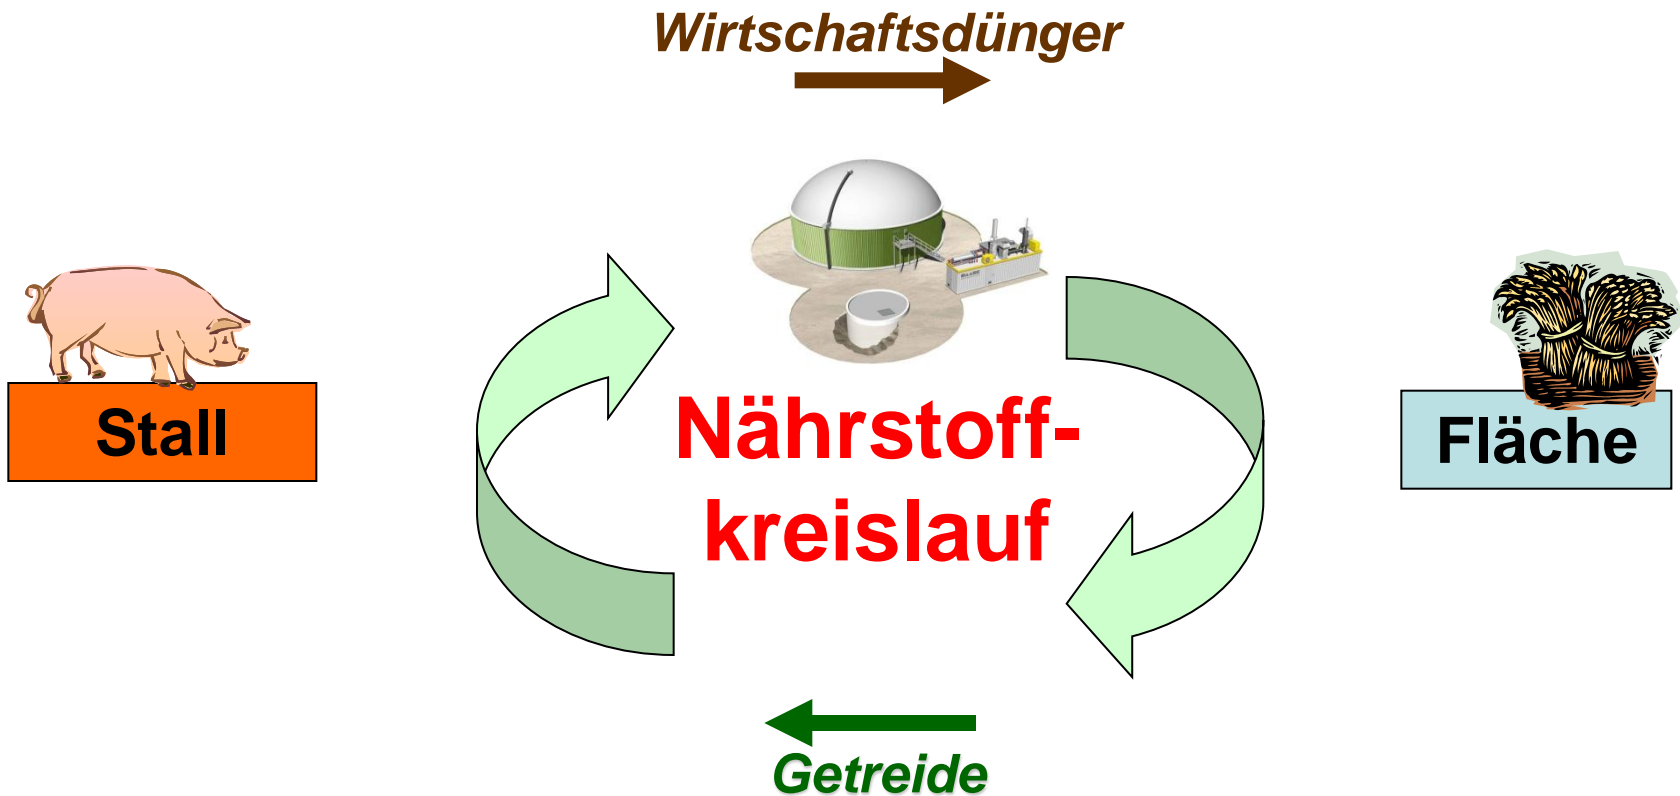 Wirtschaftsdünger
Stall
Nährstoff-
kreislauf
Fläche
Getreide